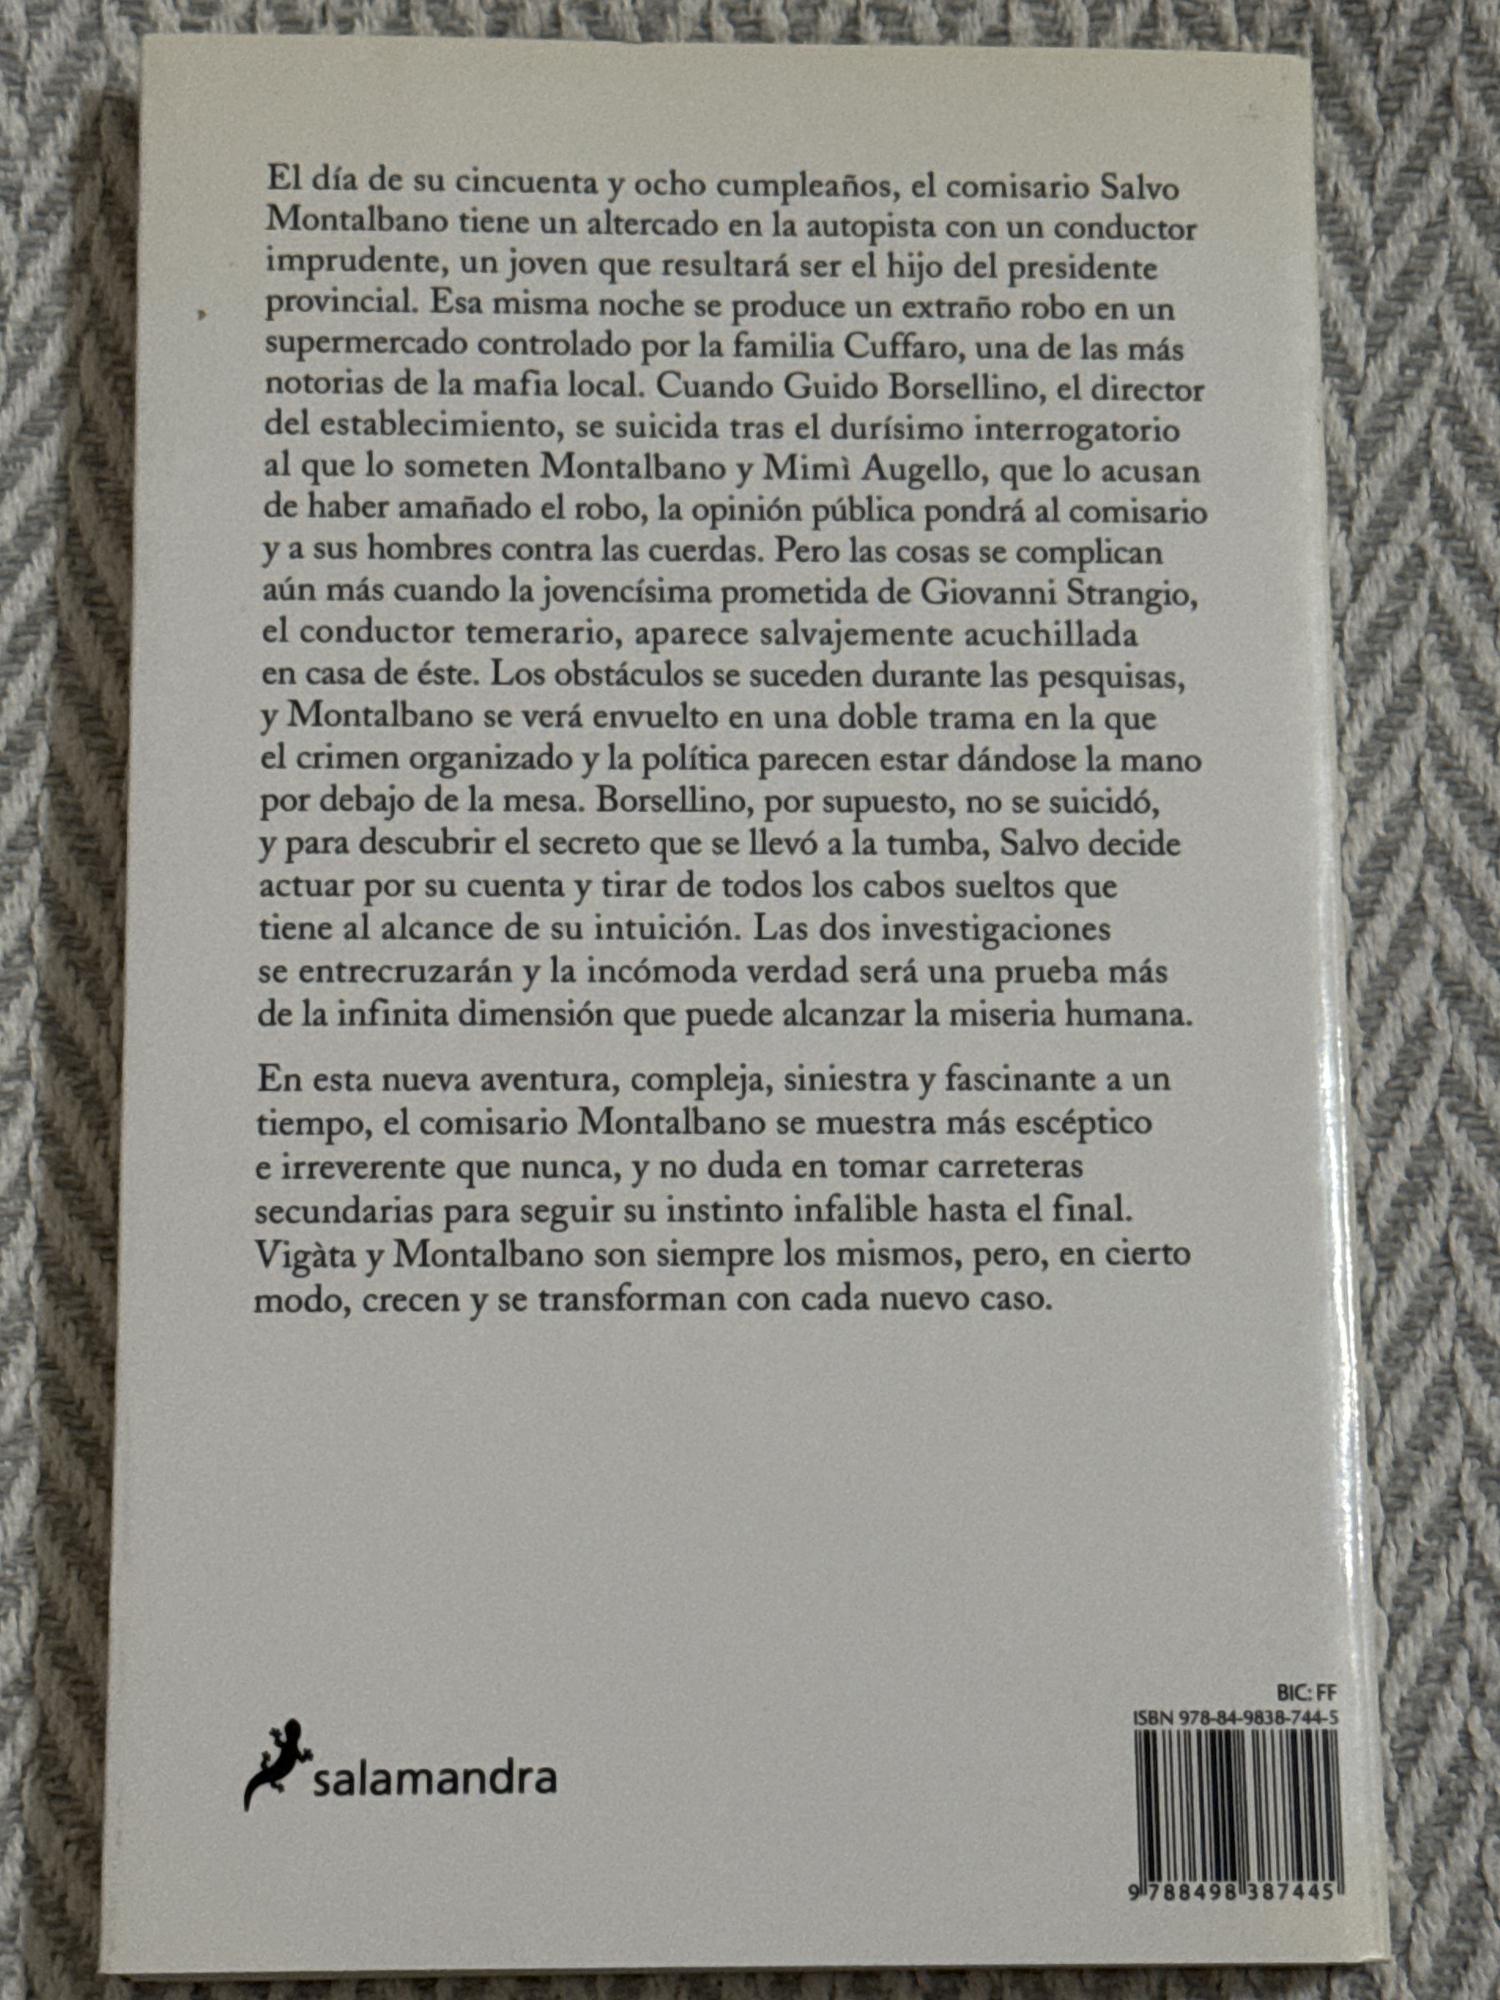 El día de su cincuenta y ocho cumpleaños, el comisario Salvo
Montalbano tiene un altercado en la autopista con un conductor
imprudente, un joven que resultará ser el hijo del presidente
provincial. Esa misma noche se produce un extraño robo en un
supermercado controlado por la familia Cuffaro, una de las más
notorias de la mafia local. Cuando Guido Borsellino, el director
del establecimiento, se suicida tras el durísimo interrogatorio
al que lo someten Montalbano y Mimì Augello, que lo acusan
de haber amañado el robo, la opinión pública pondrá al comisario
y a sus hombres contra las cuerdas. Pero las cosas se complican
aún más cuando la jovencísima prometida de Giovanni Strangio,
el conductor temerario, aparece salvajemente acuchillada
en casa de éste. Los obstáculos se suceden durante las pesquisas,
y Montalbano se verá envuelto en una doble trama en la que
el crimen organizado y la política parecen estar dándose la mano
por debajo de la mesa. Borsellino, por supuesto, no se suicidó,
y para descubrir el secreto que se llevó a la tumba, Salvo decide
actuar por su cuenta y tirar de todos los cabos sueltos que
tiene al alcance de su intuición. Las dos investigaciones
se entrecruzarán y la incómoda verdad será una prueba más
de la infinita dimensión que puede alcanzar la miseria humana.
En esta nueva aventura, compleja, siniestra y fascinante a un
tiempo, el comisario Montalbano se muestra más escéptico
e irreverente que nunca, y no duda en tomar carreteras
secundarias para seguir su instinto infalible hasta el final.
Vigàta y Montalbano son siempre los mismos, pero, en cierto
modo, crecen y se transforman con cada nuevo caso.
salamandra
BIC: FF
ISBN 978-84-9838-744-5
9 788498 387445